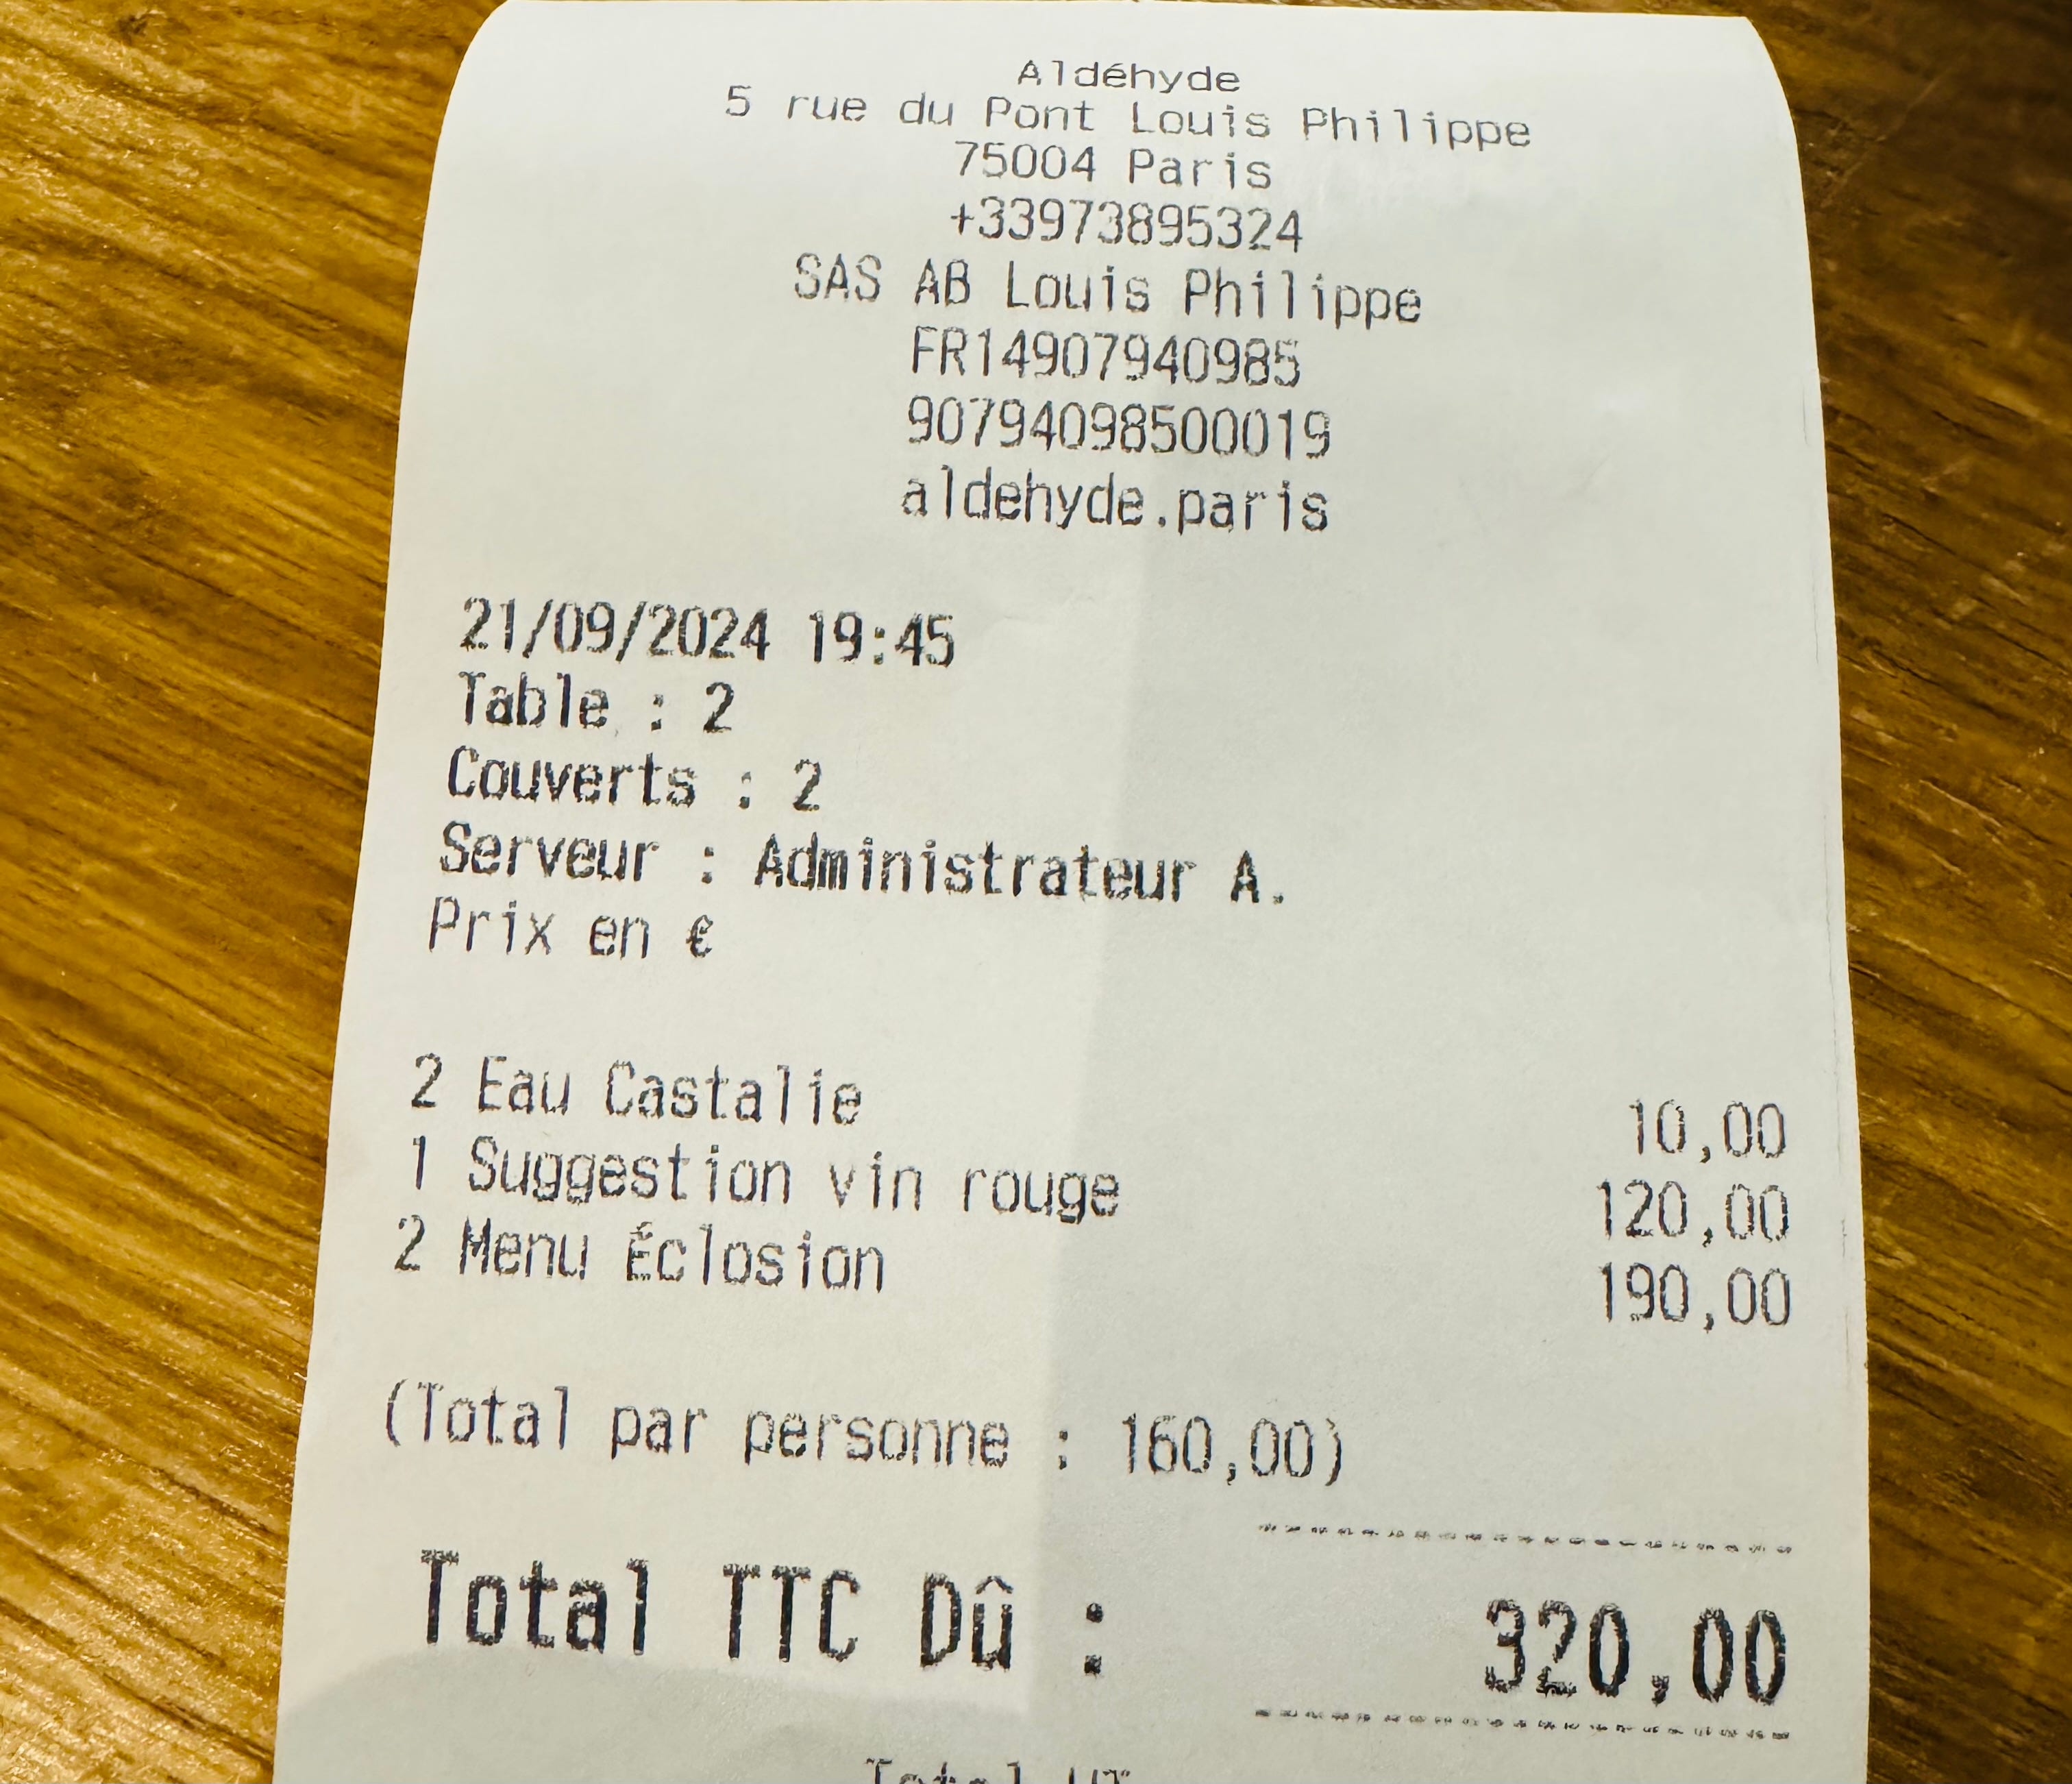 Aldéhyde
5 rue du Pont Louis Philippe
75004 Paris
+33973895324
SAS AB Louis Philippe
FR14907940985
90794098500019
aldehyde.paris
21/09/2024 19:45
Table : 2
Couverts : 2
Serveur : Administrateur A.
Prix en €
2 Eau Castalie 10,00
1 Suggestion vin rouge 120,00
2 Menu Éclosion 190,00
(Total par personne : 160,00)
Total TTC Dû : 320,00
Total HT